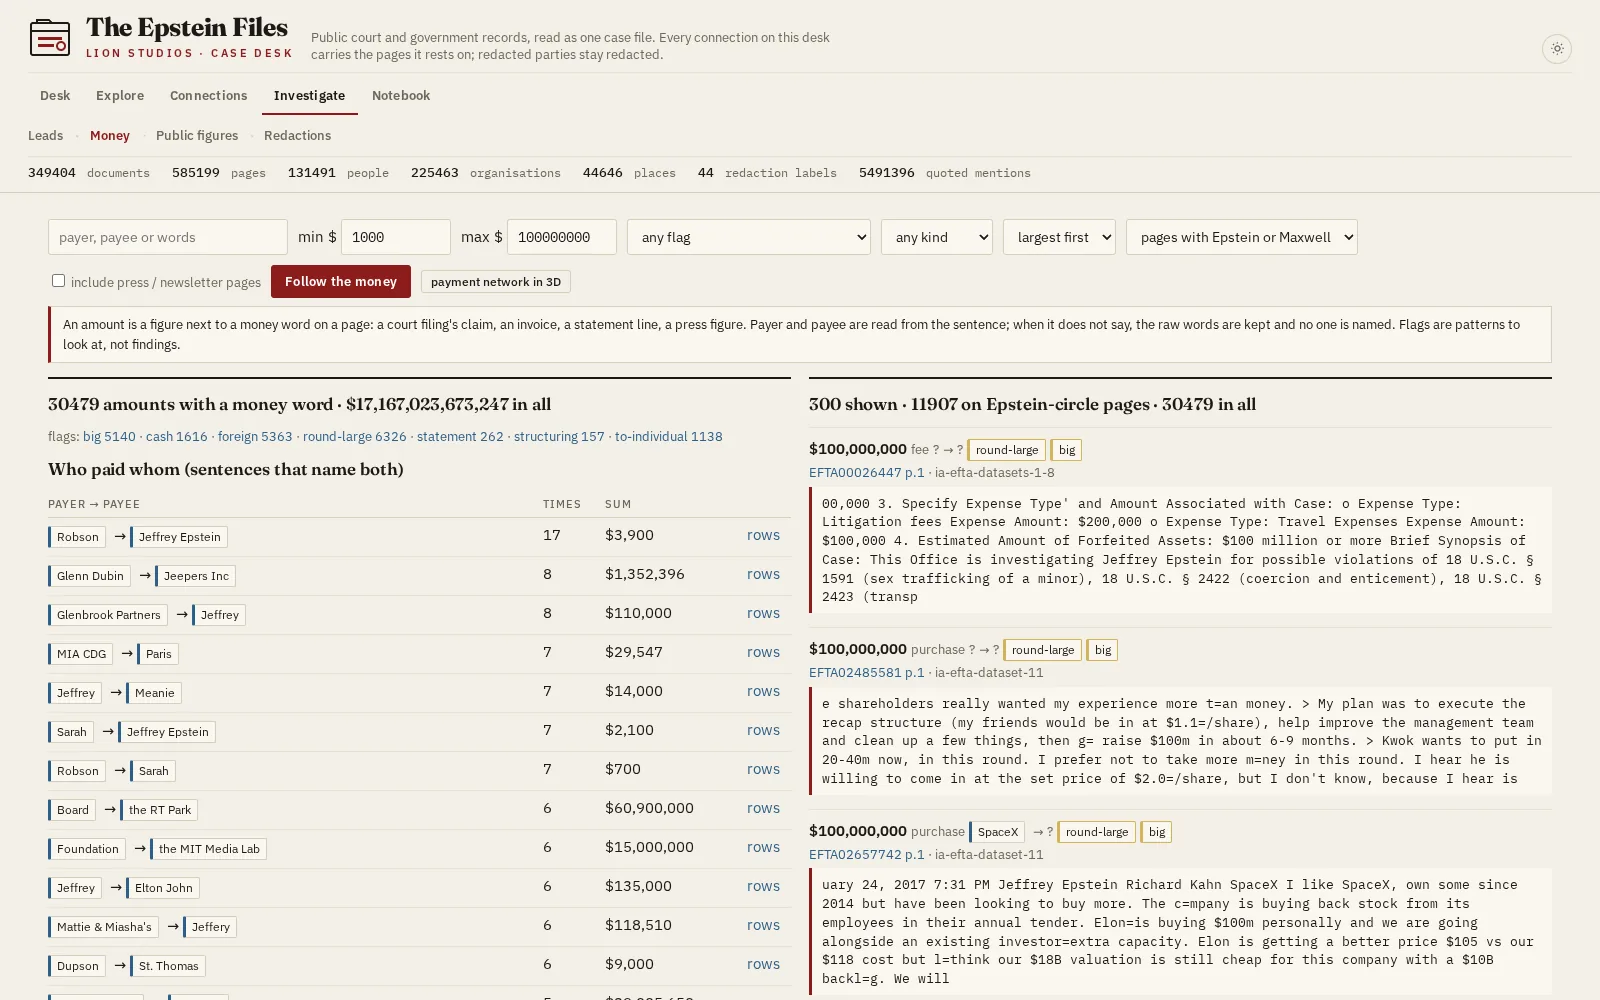 The Epstein Files
LION STUDIOS · CASE DESK
Public court and government records, read as one case file. Every connection on this desk
carries the pages it rests on; redacted parties stay redacted.
Desk Explore Connections Investigate Notebook
Leads · Money · Public figures · Redactions
349404 documents 585199 pages 131491 people 225463 organisations 44646 places 44 redaction labels 5491396 quoted mentions
payer, payee or words min $ 1000 max $ 100000000 any flag any kind largest first pages with Epstein or Maxwell
include press / newsletter pages Follow the money payment network in 3D
An amount is a figure next to a money word on a page: a court filing's claim, an invoice, a statement line, a press figure. Payer and payee are read from the sentence; when it does not say, the raw words are kept and no one is named. Flags are patterns to
look at, not findings.
30479 amounts with a money word · $17,167,023,673,247 in all
flags: big 5140 · cash 1616 · foreign 5363 · round-large 6326 · statement 262 · structuring 157 · to-individual 1138
Who paid whom (sentences that name both)
PAYER → PAYEE TIMES SUM
Robson → Jeffrey Epstein 17 $3,900 rows
Glenn Dubin → Jeepers Inc 8 $1,352,396 rows
Glenbrook Partners → Jeffrey 8 $110,000 rows
MIA CDG → Paris 7 $29,547 rows
Jeffrey → Meanie 7 $14,000 rows
Sarah → Jeffrey Epstein 7 $2,100 rows
Robson → Sarah 7 $700 rows
Board → the RT Park 6 $60,900,000 rows
Foundation → the MIT Media Lab 6 $15,000,000 rows
Jeffrey → Elton John 6 $135,000 rows
Mattie & Miasha's → Jeffery 6 $118,510 rows
Dupson → St. Thomas 6 $9,000 rows
300 shown · 11907 on Epstein-circle pages · 30479 in all
$100,000,000 fee ? → ? round-large big
EFTA00026447 p.1 · ia-efta-datasets-1-8
00,000 3. Specify Expense Type' and Amount Associated with Case: o Expense Type:
Litigation fees Expense Amount: $200,000 o Expense Type: Travel Expenses Expense Amount:
$100,000 4. Estimated Amount of Forfeited Assets: $100 million or more Brief Synopsis of
Case: This Office is investigating Jeffrey Epstein for possible violations of 18 U.S.C. §
1591 (sex trafficking of a minor), 18 U.S.C. § 2422 (coercion and enticement), 18 U.S.C. §
2423 (transp
$100,000,000 purchase ? → ? round-large big
EFTA02485581 p.1 · ia-efta-dataset-11
e shareholders really wanted my experience more t=an money. > My plan was to execute the
recap structure (my friends would be in at $1.1=/share), help improve the management team
and clean up a few things, then g= raise $100m in about 6-9 months. > Kwok wants to put in
20-40m now, in this round. I prefer not to take more m=ney in this round. I hear he is
willing to come in at the set price of $2.0=/share, but I don't know, because I hear is
$100,000,000 purchase SpaceX → ? round-large big
EFTA02657742 p.1 · ia-efta-dataset-11
uary 24, 2017 7:31 PM Jeffrey Epstein Richard Kahn SpaceX I like SpaceX, own some since
2014 but have been looking to buy more. The c=mpany is buying back stock from its
employees in their annual tender. Elon=is buying $100m personally and we are going
alongside an existing investor=extra capacity. Elon is getting a better price $105 vs our
$118 cost but l=think our $18B valuation is still cheap for this company with a $10B
backl=g. We will